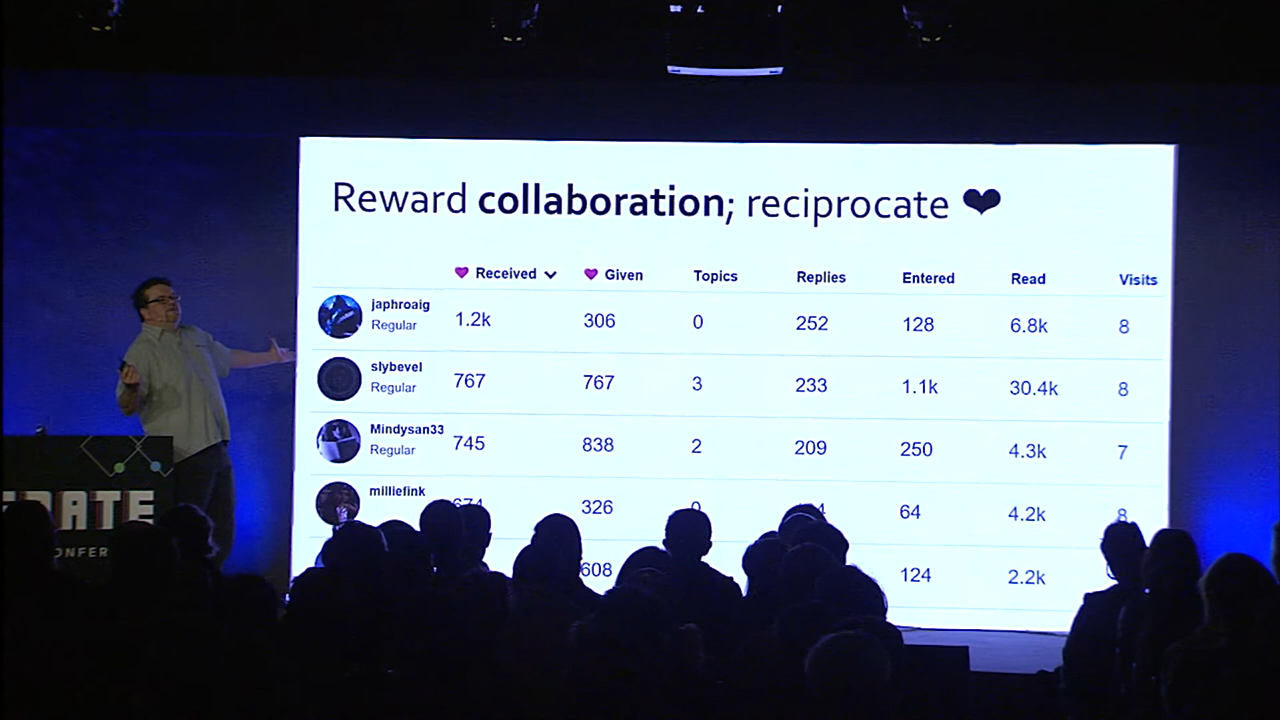 Reward collaboration; reciprocate ❤
Received Given Topics Replies Entered Read Visits
japhroaig
Regular
1.2k 306 0 252 128 6.8k 8
slybevel
Regular
767 767 3 233 1.1k 30.4k 8
Mindysan33
Regular
745 838 2 209 250 4.3k 7
milliefink
326 64 4.2k 8
608 124 2.2k